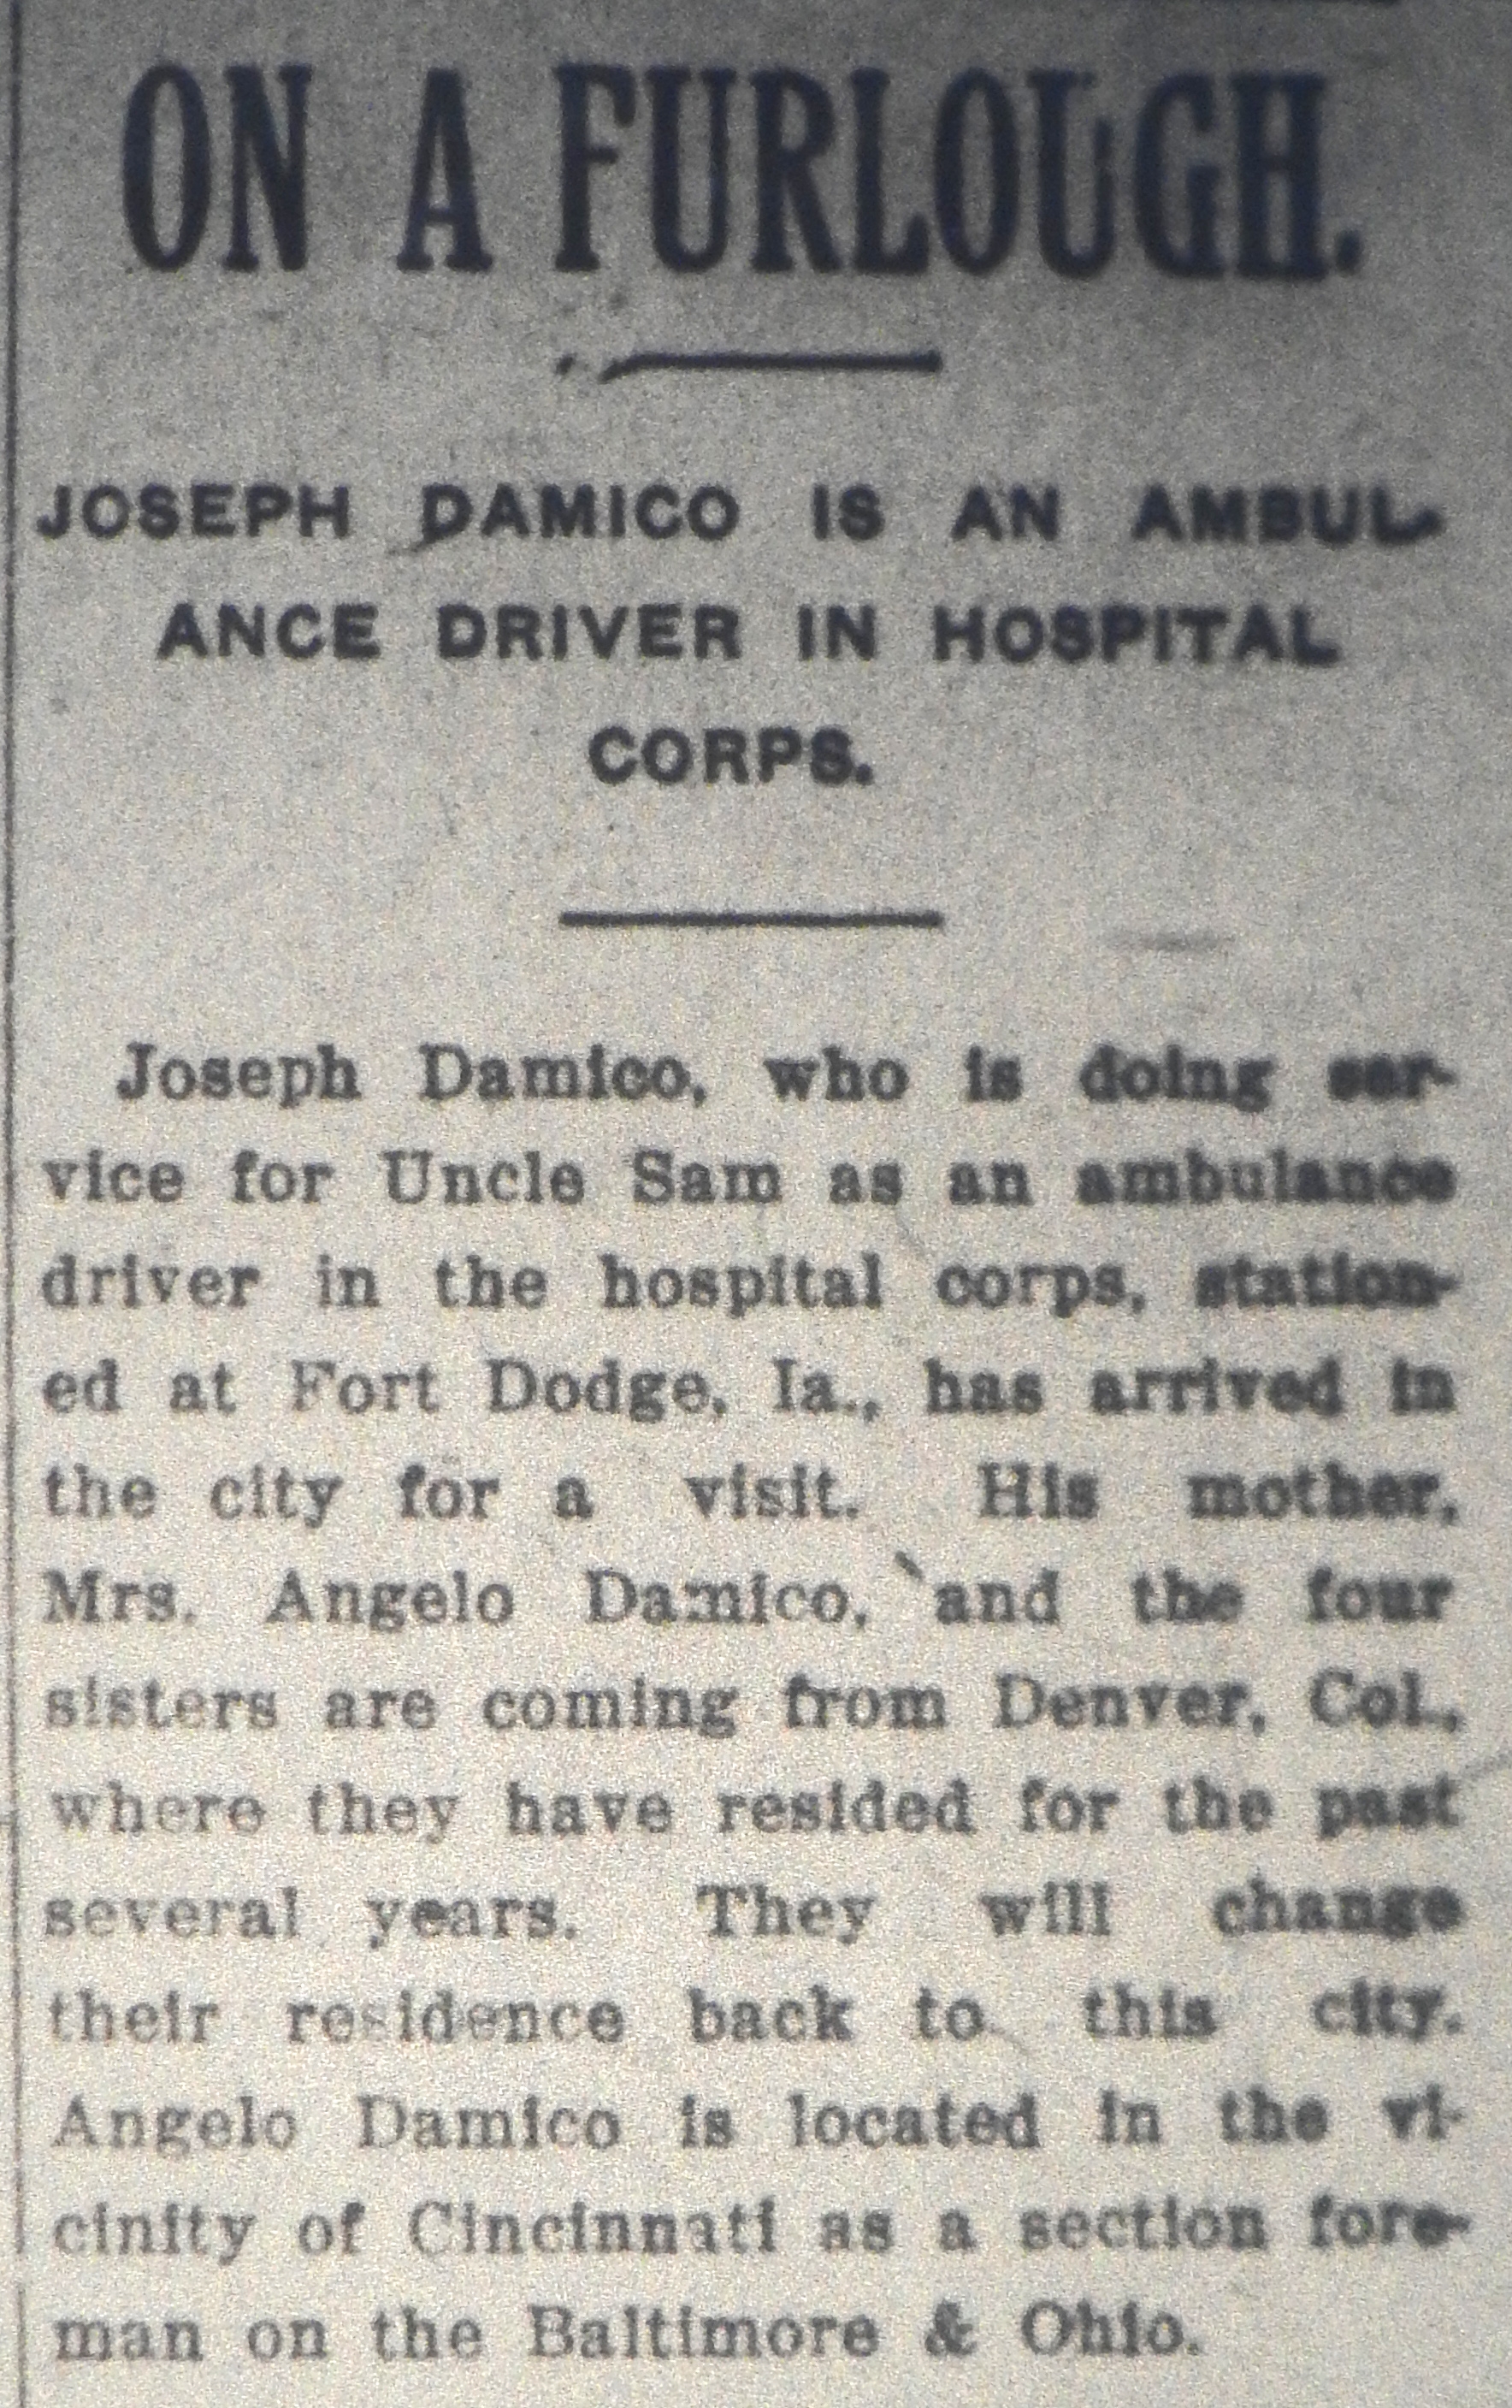 ON A FURLOUGH.
JOSEPH DAMICO IS AN AMBUL-
ANCE DRIVER IN HOSPITAL
CORPS.
Joseph Damico, who is doing ser-
vice for Uncle Sam as an ambulance
driver in the hospital corps, station-
ed at Fort Dodge, Ia., has arrived in
the city for a visit. His mother,
Mrs. Angelo Damico, and the four
sisters are coming from Denver, Col.,
where they have resided for the past
several years. They will change
their residence back to this city.
Angelo Damico is located in the vi-
cinity of Cincinnati as a section fore-
man on the Baltimore & Ohio.